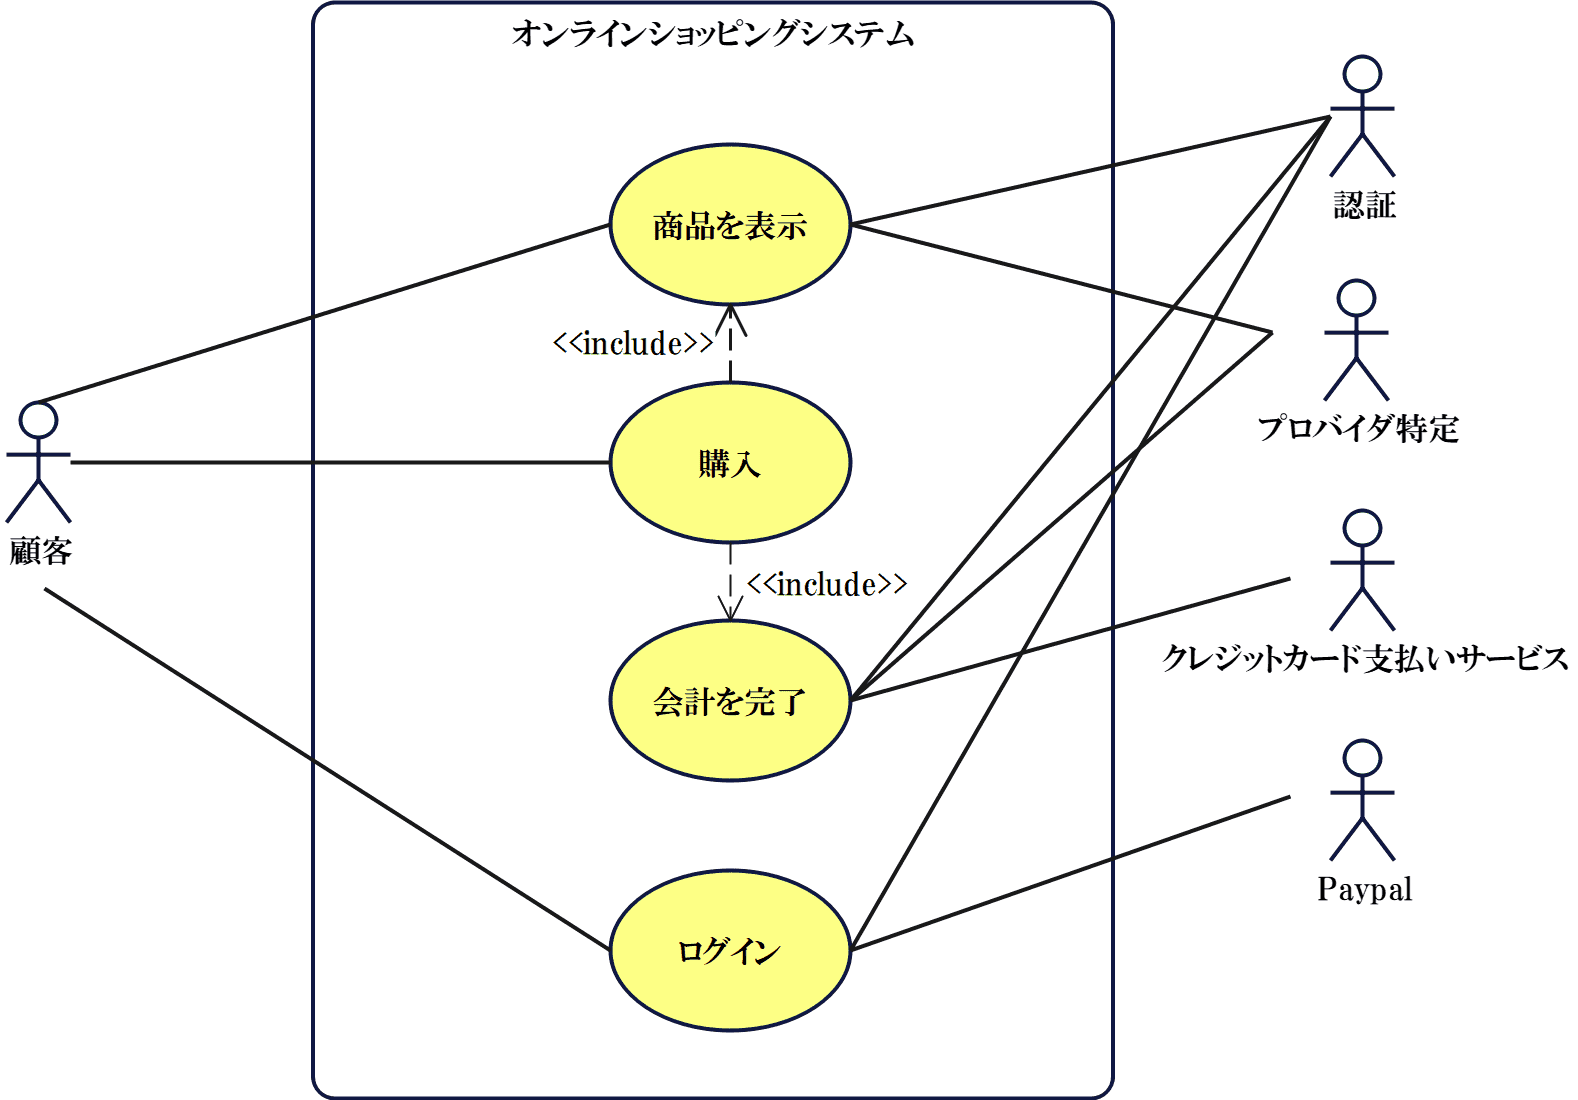 オンラインショッピングシステム
認証
商品を表示
<<include>>
プロバイダ特定
購入
顧客
<<include>>
クレジットカード支払いサービス
会計を完了
Paypal
ログイン